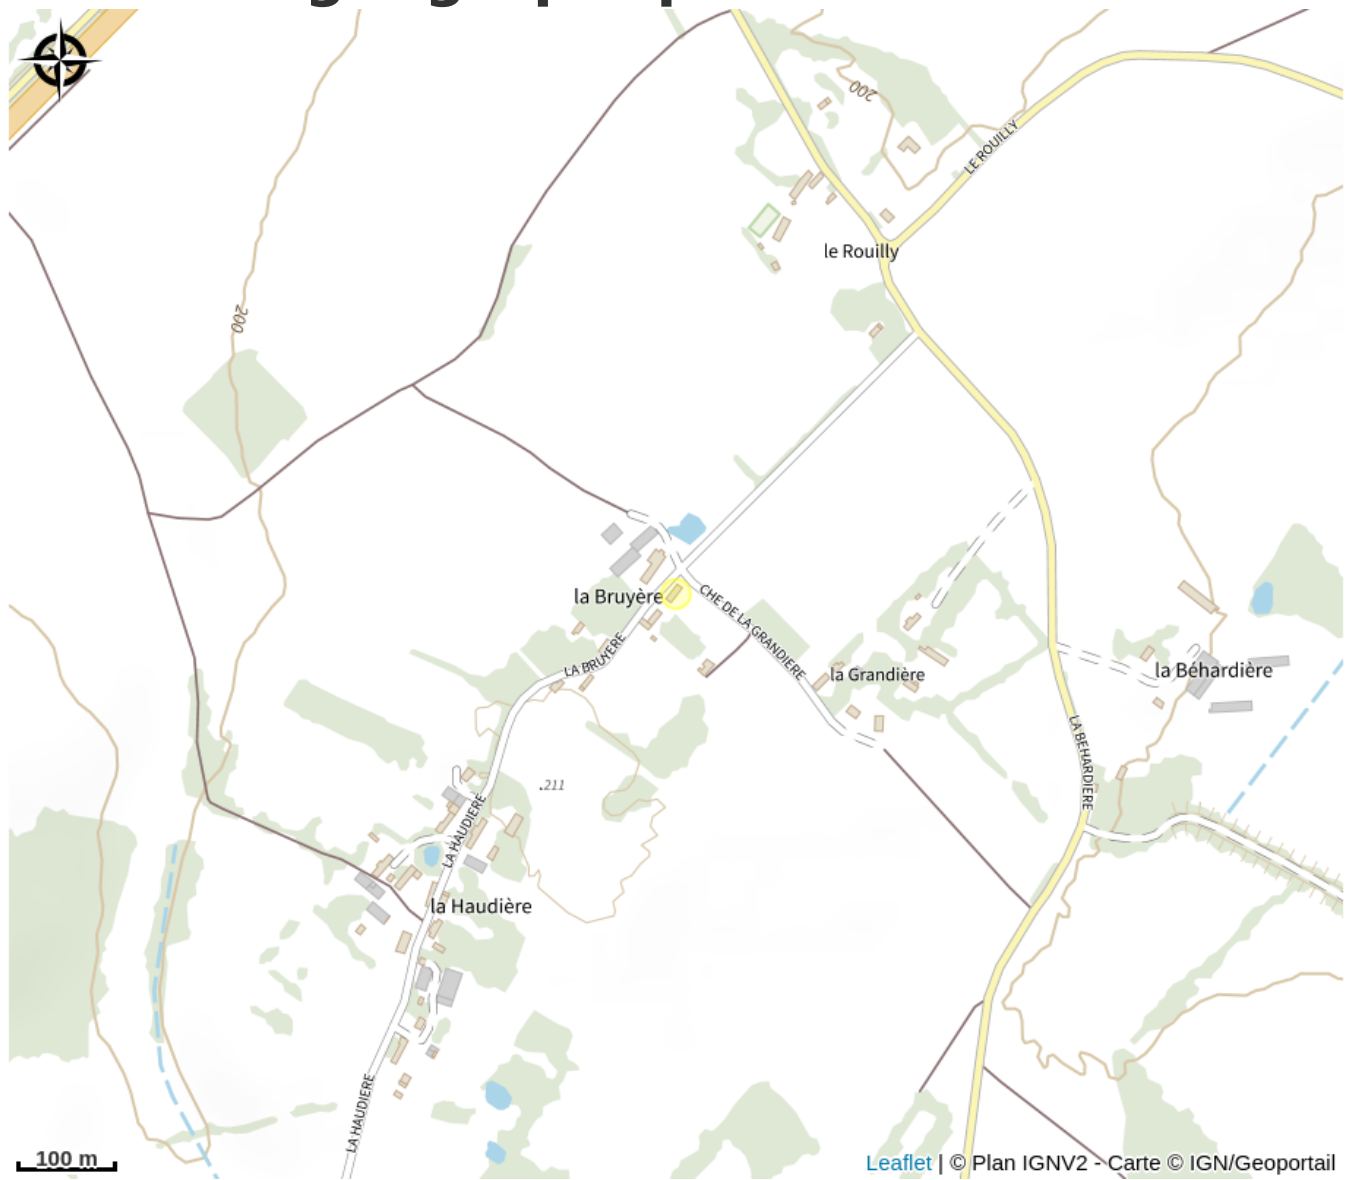 200
LE ROUILLY
le Rouilly
200
la Bruyère
CHE DE LA GRANDIERE
LA BRUYERE
la Grandière
la Béhardière
LA BEHARDIERE
.211
LA HAUDIERE
la Haudière
LA HAUDIERE
100 m
Leaflet | © Plan IGNV2 - Carte © IGN/Geoportail